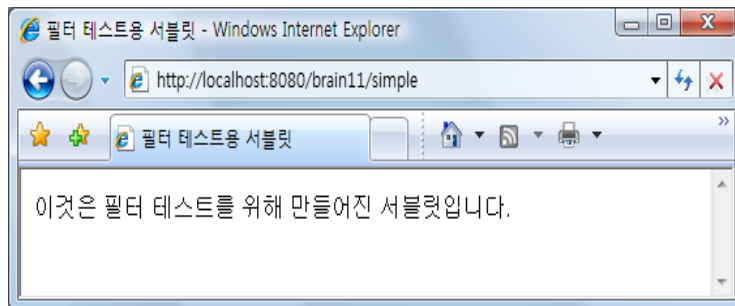 필터 테스트용 서블릿 - Windows Internet Explorer
http://localhost:8080/brain11/simple
필터 테스트용 서블릿
이것은 필터 테스트를 위해 만들어진 서블릿입니다.